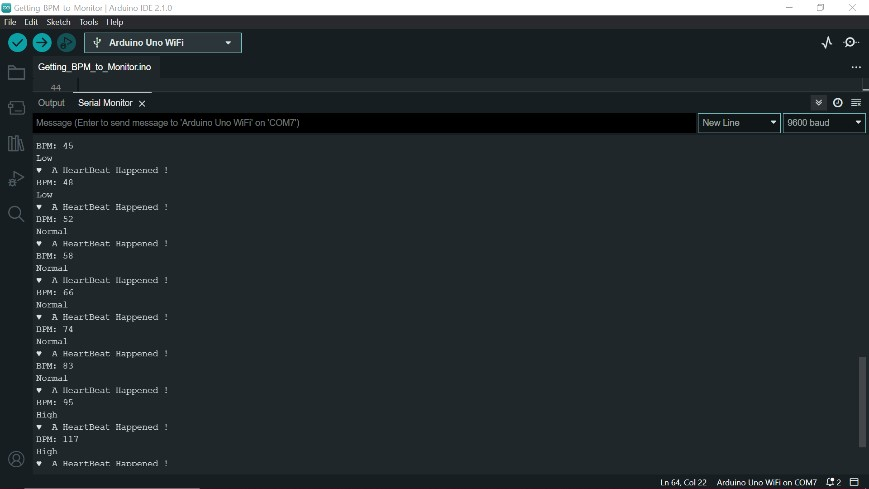 Getting_BPM_to_Monitor | Arduino IDE 2.1.0
File Edit Sketch Tools Help
Arduino Uno WiFi
Getting_BPM_to_Monitor.ino
44
Output Serial Monitor
Message (Enter to send message to 'Arduino Uno WiFi' on 'COM7')
New Line
9600 baud
BPM: 45
Low
♥ A HeartBeat Happened !
BPM: 48
Low
♥ A HeartBeat Happened !
BPM: 52
Normal
♥ A HeartBeat Happened !
BPM: 58
Normal
♥ A HeartBeat Happened !
BPM: 66
Normal
♥ A HeartBeat Happened !
BPM: 74
Normal
♥ A HeartBeat Happened !
BPM: 83
Normal
♥ A HeartBeat Happened !
BPM: 95
High
♥ A HeartBeat Happened !
BPM: 117
High
♥ A HeartBeat Happened !
Ln 64, Col 22 Arduino Uno WiFi on COM7 2